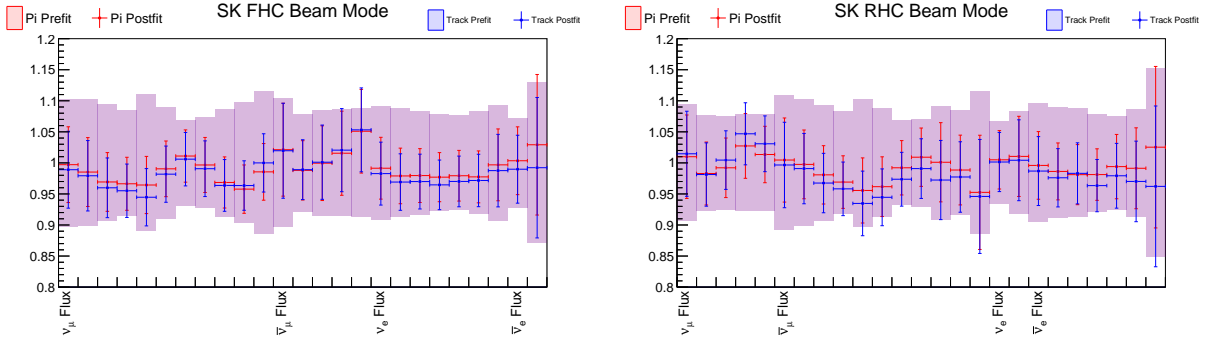 SK FHC Beam Mode
Pi Prefit
Pi Postfit
Track Prefit
Track Postfit
1.2
1.15
1.1
1.05
1
0.95
0.9
0.85
0.8
νμ Flux
ν̅μ Flux
νe Flux
ν̅e Flux
SK RHC Beam Mode
Pi Prefit
Pi Postfit
Track Prefit
Track Postfit
1.2
1.15
1.1
1.05
1
0.95
0.9
0.85
0.8
νμ Flux
ν̅μ Flux
νe Flux
ν̅e Flux